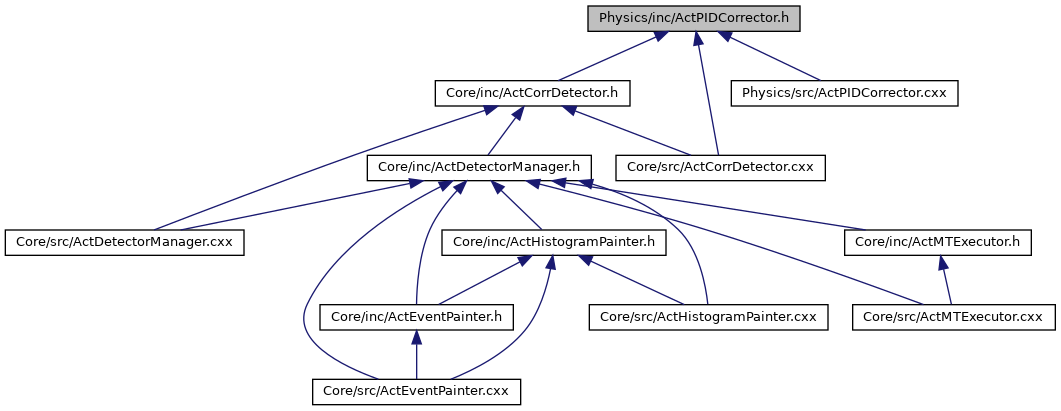 Physics/inc/ActPIDCorrector.h
Core/inc/ActCorrDetector.h
Physics/src/ActPIDCorrector.cxx
Core/inc/ActDetectorManager.h
Core/src/ActCorrDetector.cxx
Core/src/ActDetectorManager.cxx
Core/inc/ActHistogramPainter.h
Core/inc/ActMTExecutor.h
Core/inc/ActEventPainter.h
Core/src/ActHistogramPainter.cxx
Core/src/ActMTExecutor.cxx
Core/src/ActEventPainter.cxx